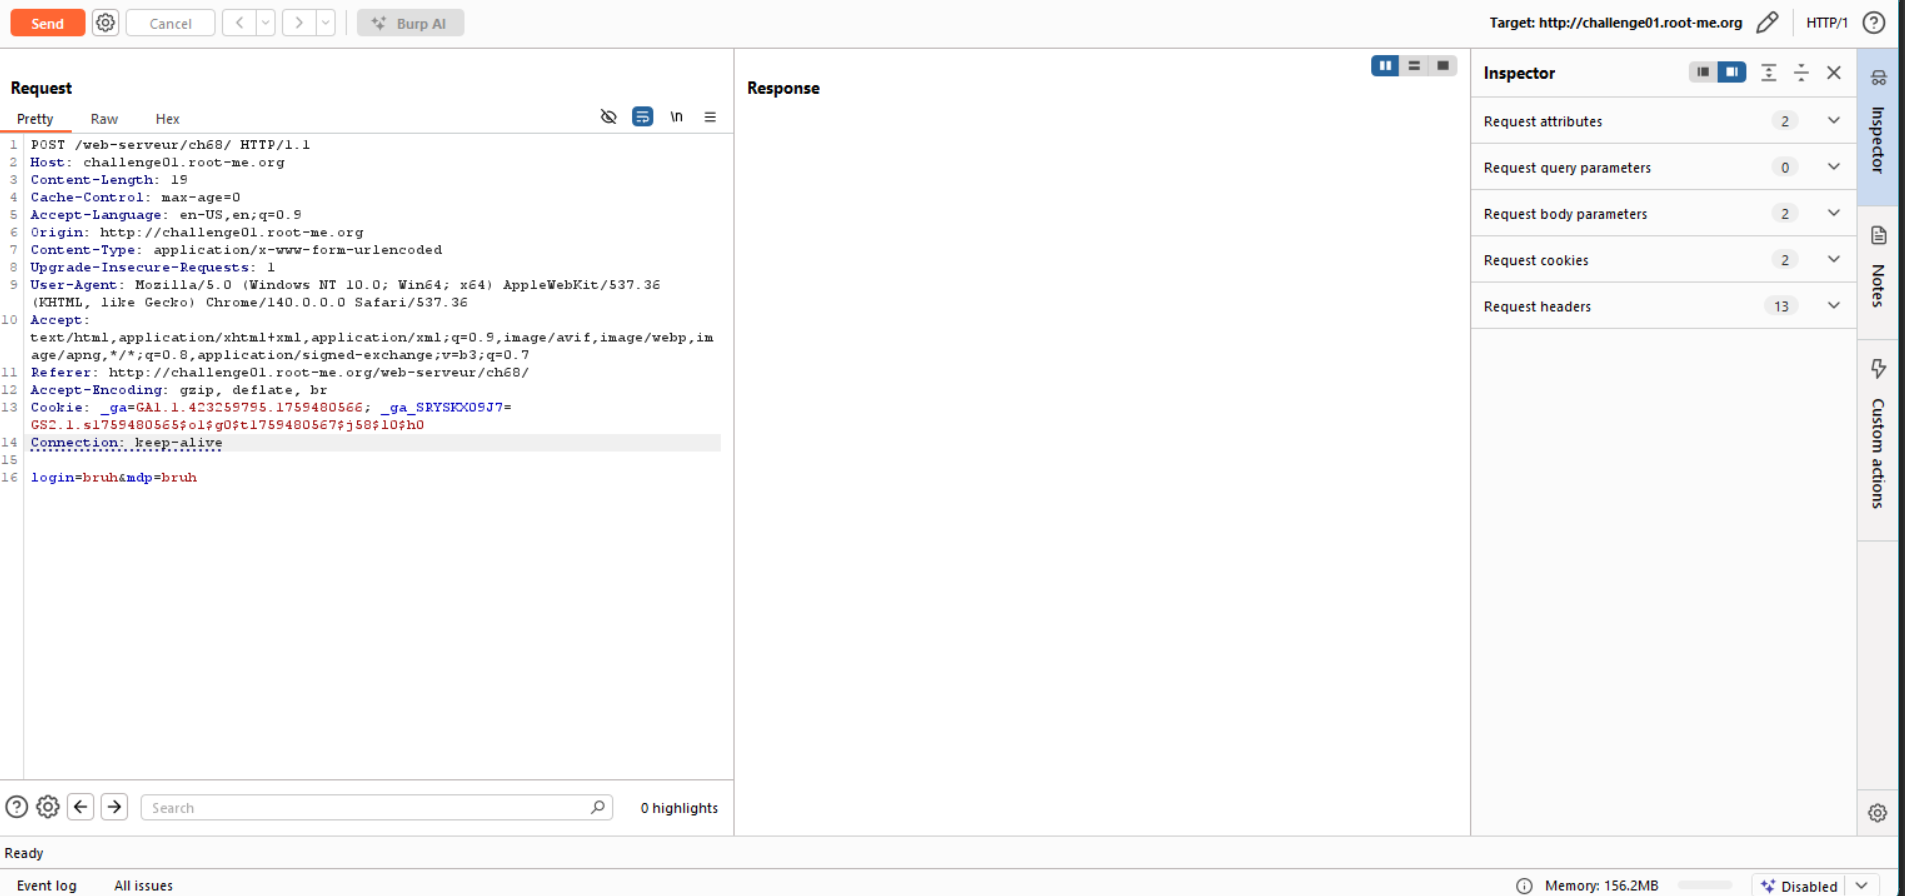 Send
Cancel
Burp AI
Target: http://challenge01.root-me.org
HTTP/1
Request
Pretty
Raw
Hex
\n
1 POST /web-serveur/ch68/ HTTP/1.1
2 Host: challenge01.root-me.org
3 Content-Length: 19
4 Cache-Control: max-age=0
5 Accept-Language: en-US,en;q=0.9
6 Origin: http://challenge01.root-me.org
7 Content-Type: application/x-www-form-urlencoded
8 Upgrade-Insecure-Requests: 1
9 User-Agent: Mozilla/5.0 (Windows NT 10.0; Win64; x64) AppleWebKit/537.36
(KHTML, like Gecko) Chrome/140.0.0.0 Safari/537.36
10 Accept:
text/html,application/xhtml+xml,application/xml;q=0.9,image/avif,image/webp,im
age/apng,*/*;q=0.8,application/signed-exchange;v=b3;q=0.7
11 Referer: http://challenge01.root-me.org/web-serveur/ch68/
12 Accept-Encoding: gzip, deflate, br
13 Cookie: _ga=GA1.1.423259795.1759480566; _ga_SRYSKX09J7=
GS2.1.s1759480565$o1$g0$t1759480567$j58$l0$h0
14 Connection: keep-alive
15
16 login=bruh&mdp=bruh
Search
0 highlights
Response
Inspector
Request attributes 2
Request query parameters 0
Request body parameters 2
Request cookies 2
Request headers 13
Inspector
Notes
Custom actions
Ready
Event log
All issues
Memory: 156.2MB
Disabled